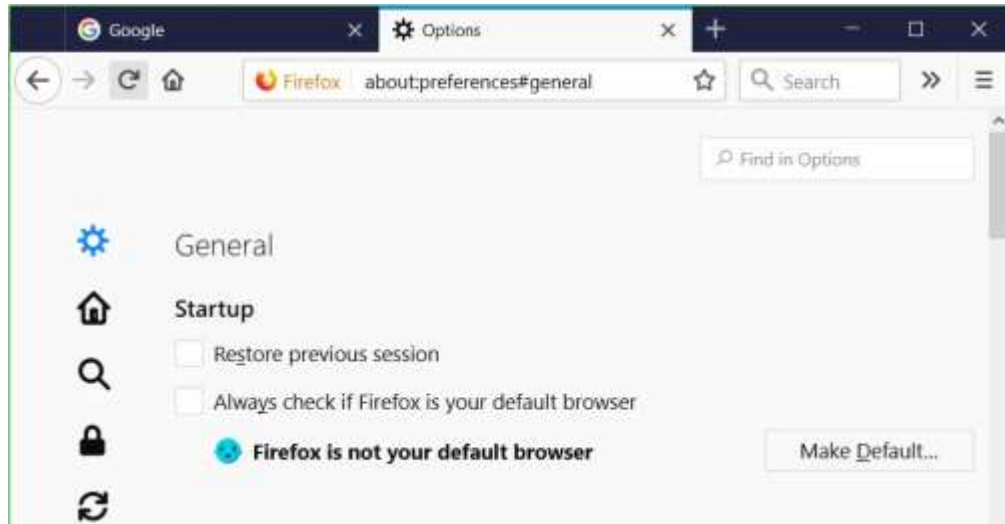 Google
Options
Firefox about:preferences#general
Search
Find in Options
General
Startup
Restore previous session
Always check if Firefox is your default browser
Firefox is not your default browser
Make Default...